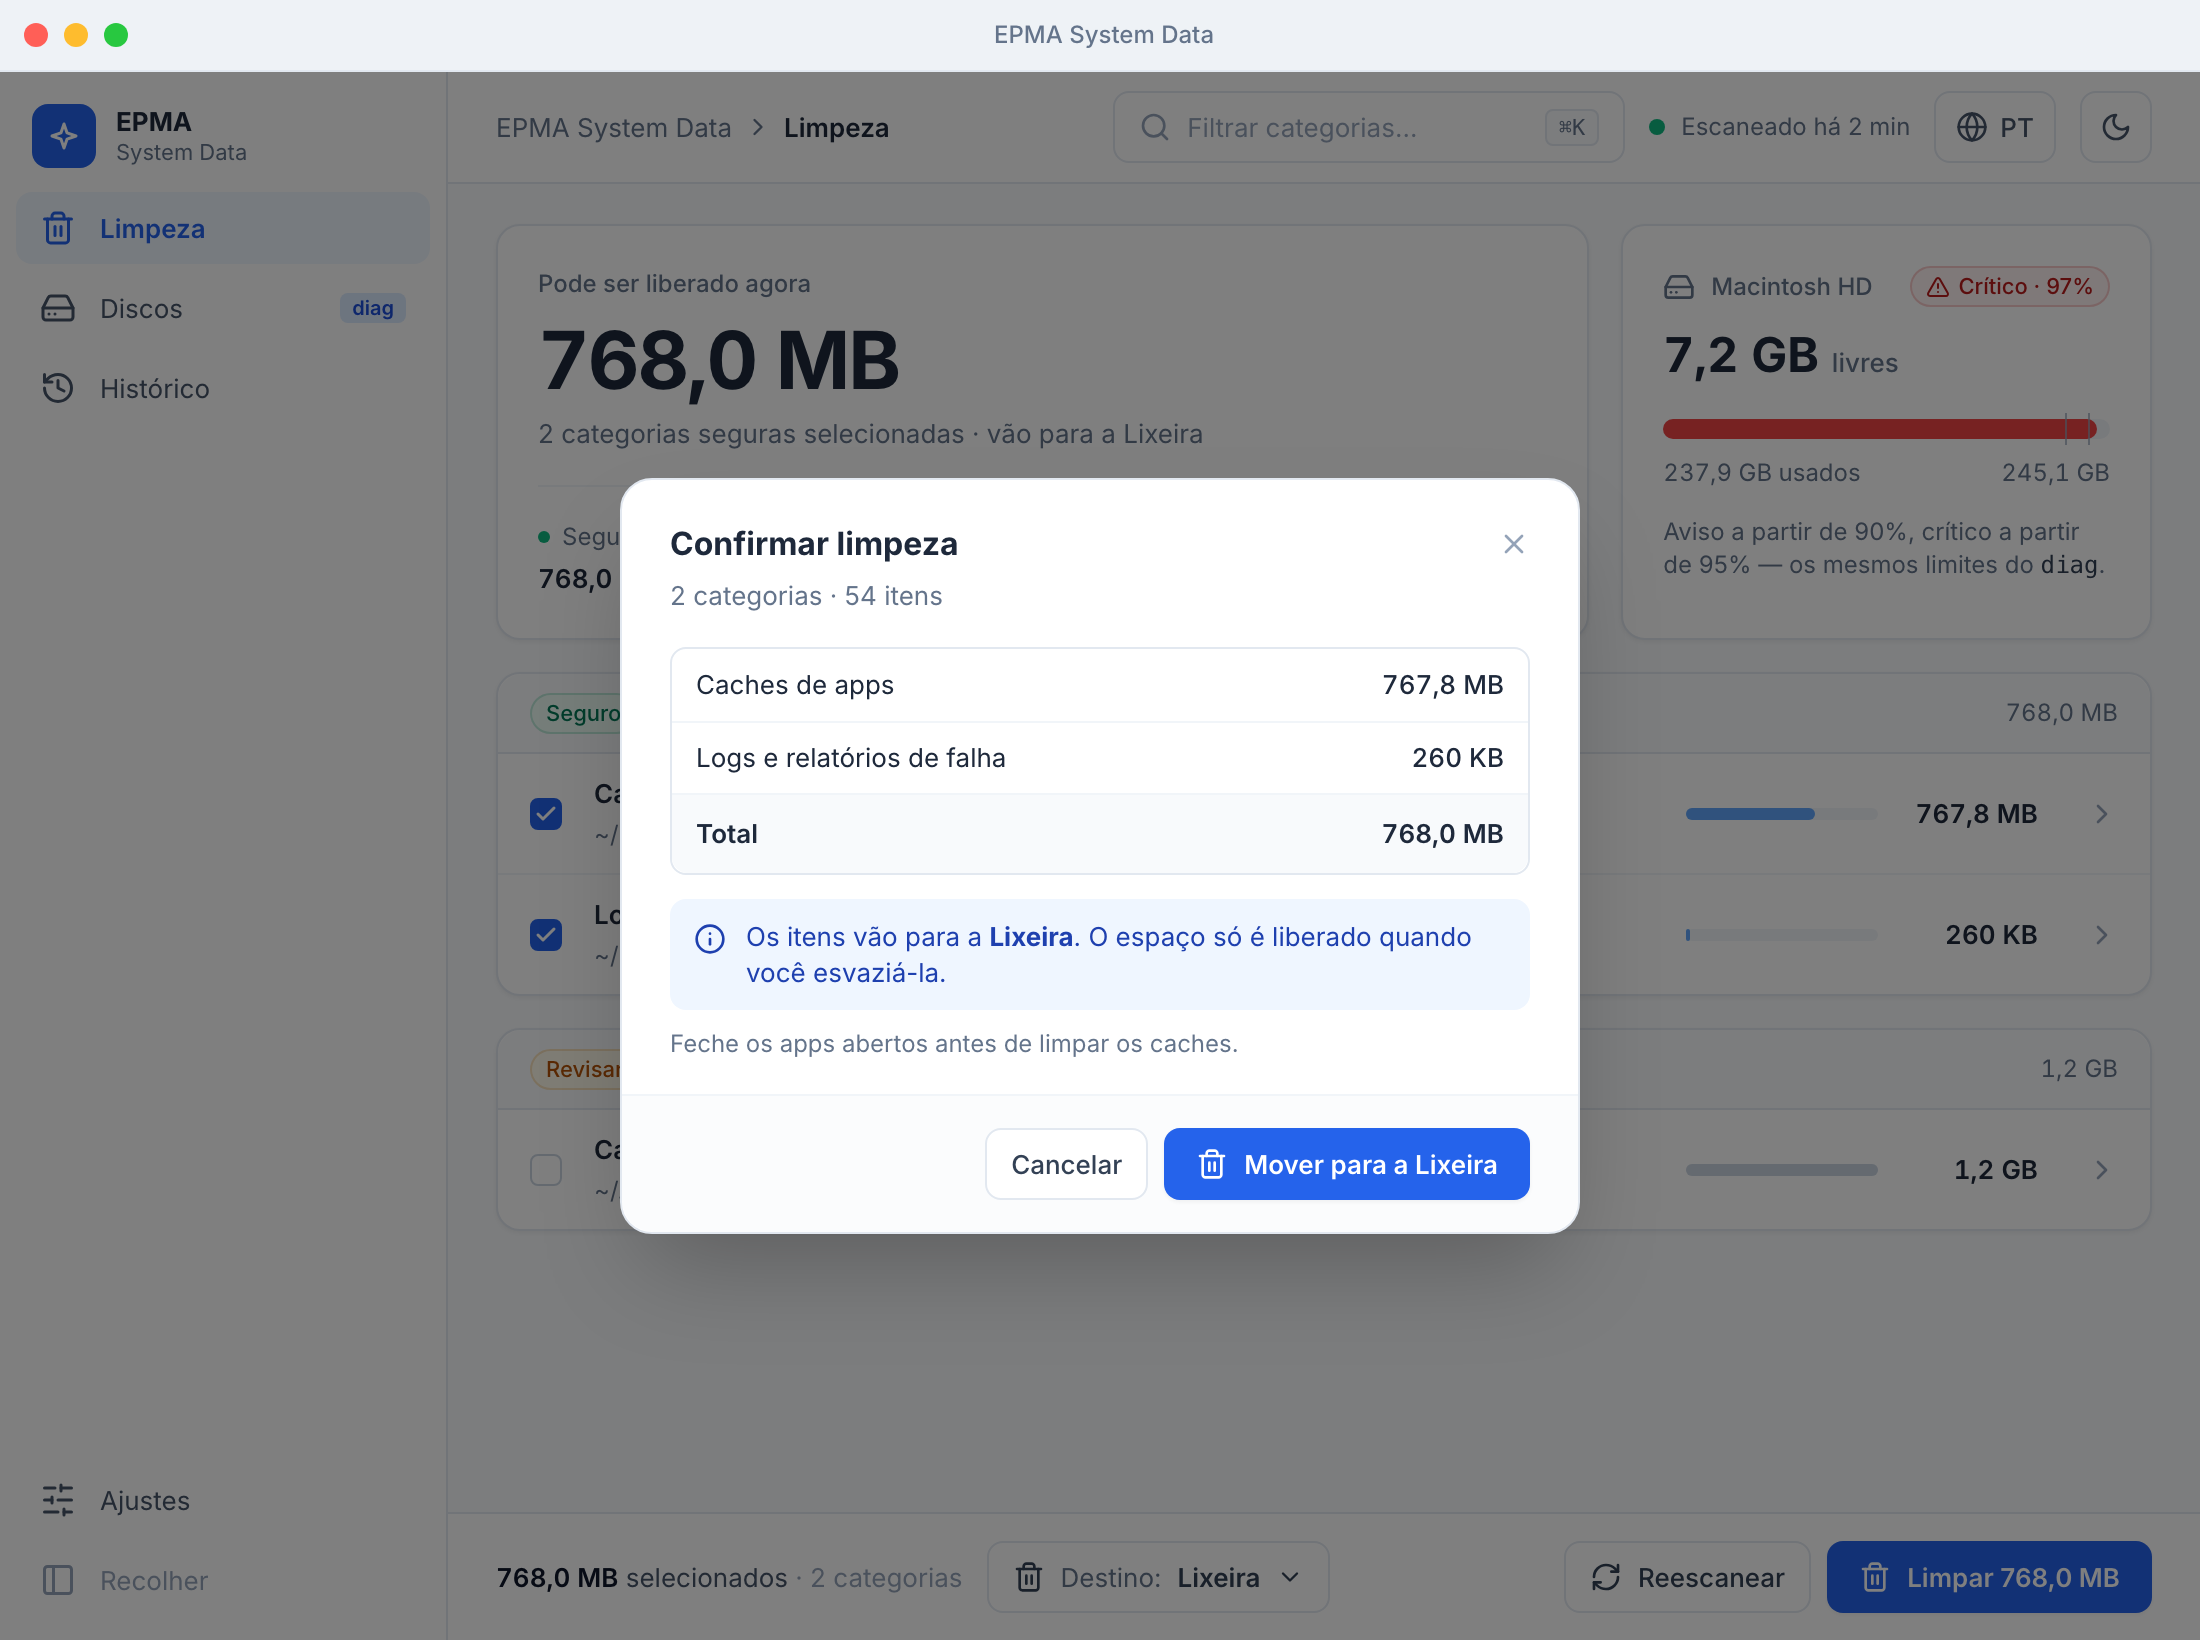 EPMA System Data
EPMA
System Data
Limpeza
Discos
diag
Histórico
Ajustes
Recolher
EPMA System Data > Limpeza
Filtrar categorias...
⌘K
Escaneado há 2 min
PT
Pode ser liberado agora
768,0 MB
2 categorias seguras selecionadas · vão para a Lixeira
768,0
Macintosh HD
Crítico · 97%
7,2 GB livres
237,9 GB usados
245,1 GB
Aviso a partir de 90%, crítico a partir
de 95% — os mesmos limites do diag.
Seguro
768,0 MB
767,8 MB
260 KB
Revisar
1,2 GB
1,2 GB
Confirmar limpeza
2 categorias · 54 itens
Caches de apps
767,8 MB
Logs e relatórios de falha
260 KB
Total
768,0 MB
Os itens vão para a Lixeira. O espaço só é liberado quando
você esvaziá-la.
Feche os apps abertos antes de limpar os caches.
Cancelar
Mover para a Lixeira
768,0 MB selecionados · 2 categorias
Destino: Lixeira
Reescanear
Limpar 768,0 MB